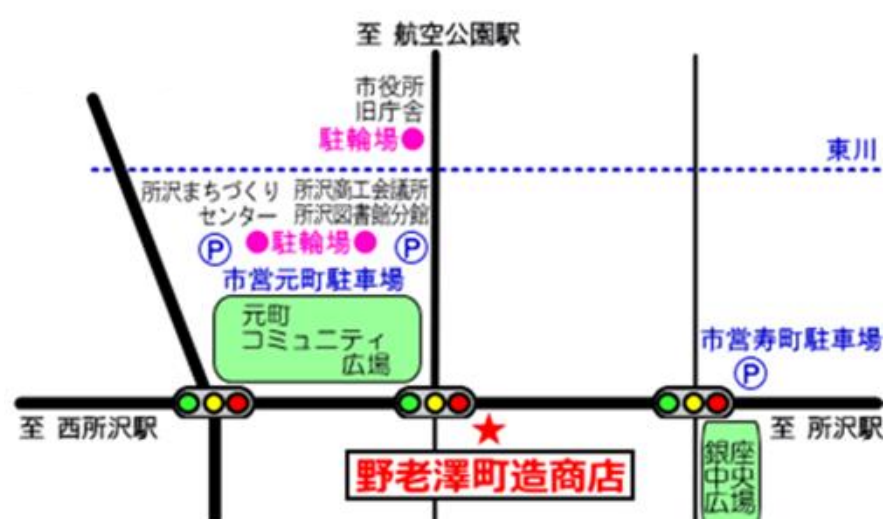 至 航空公園駅
市役所
旧庁舎
駐輪場●
東川
所沢まちづくり
センター
所沢商工会議所
所沢図書館分館
Ⓟ ●駐輪場● Ⓟ
市営元町駐車場
元町
コミュニティ
広場
市営寿町駐車場
Ⓟ
至 西所沢駅
★
野老澤町造商店
至 所沢駅
銀座
中央
広場